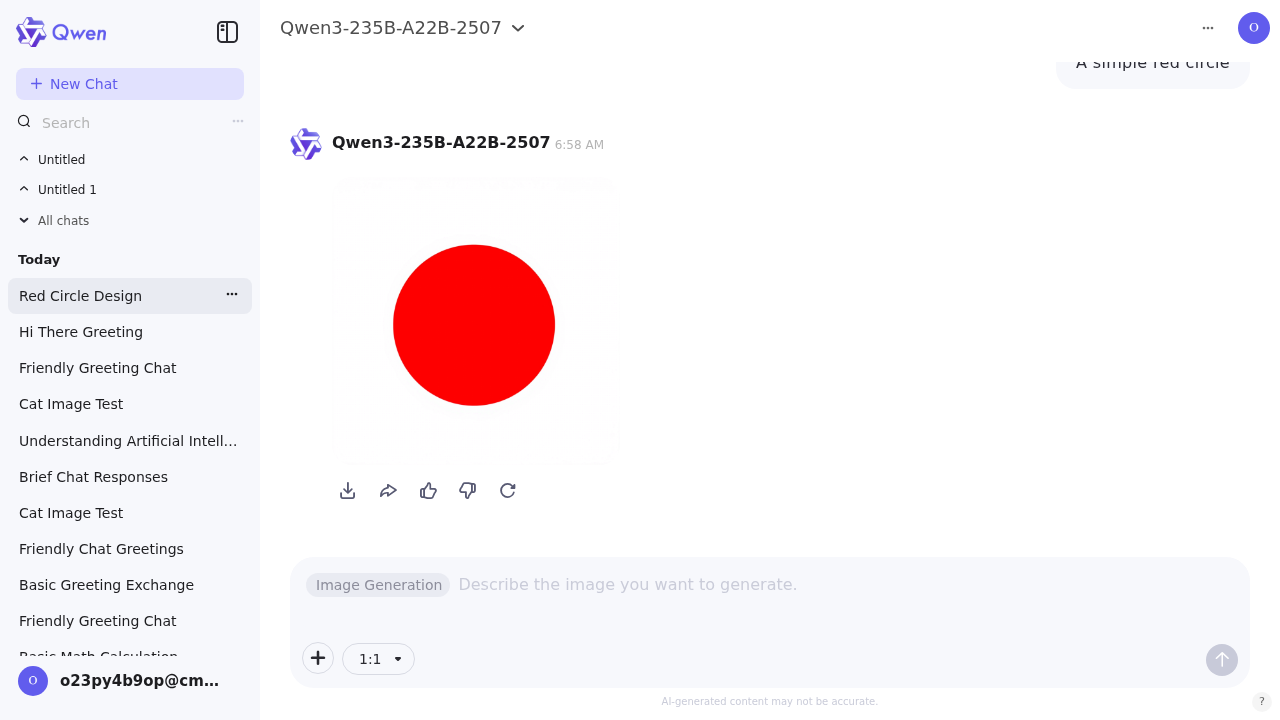 Qwen
New Chat
Search
Untitled
Untitled 1
All chats
Today
Red Circle Design
Hi There Greeting
Friendly Greeting Chat
Cat Image Test
Understanding Artificial Intell...
Brief Chat Responses
Cat Image Test
Friendly Chat Greetings
Basic Greeting Exchange
Friendly Greeting Chat
Basic Math Calculation
O o23py4b9op@cm...
Qwen3-235B-A22B-2507
O
A simple red circle
Qwen3-235B-A22B-2507 6:58 AM
Image Generation Describe the image you want to generate.
1:1
AI-generated content may not be accurate.
?